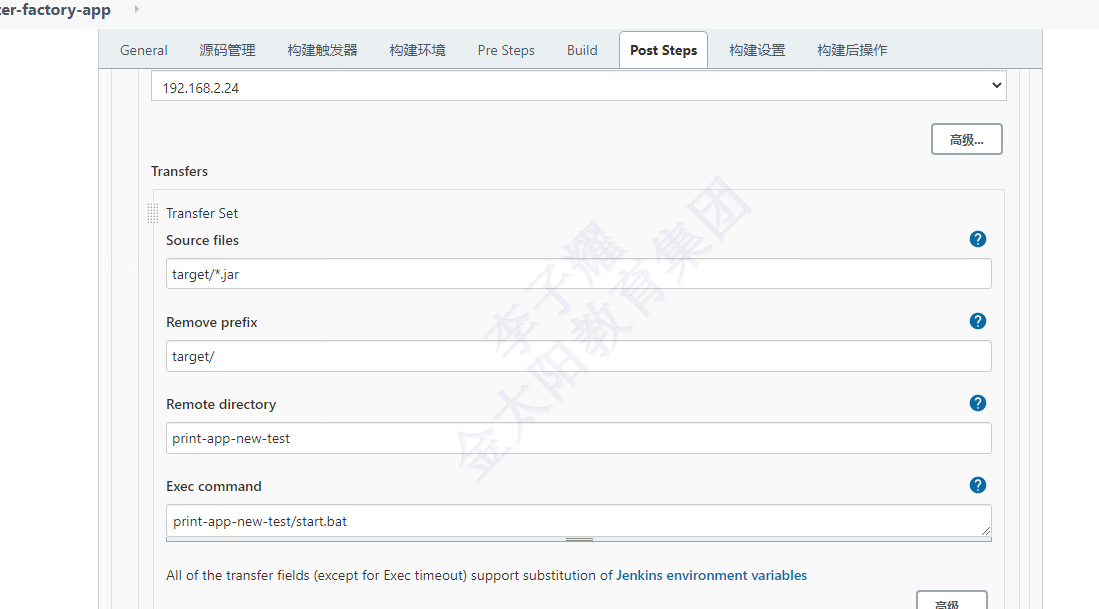 ter-factory-app
General 源码管理 构建触发器 构建环境 Pre Steps Build Post Steps 构建设置 构建后操作
192.168.2.24
高级...
Transfers
Transfer Set
Source files
target/*.jar
Remove prefix
target/
Remote directory
print-app-new-test
Exec command
print-app-new-test/start.bat
All of the transfer fields (except for Exec timeout) support substitution of Jenkins environment variables
高级...
李子耀
金太阳教育集团